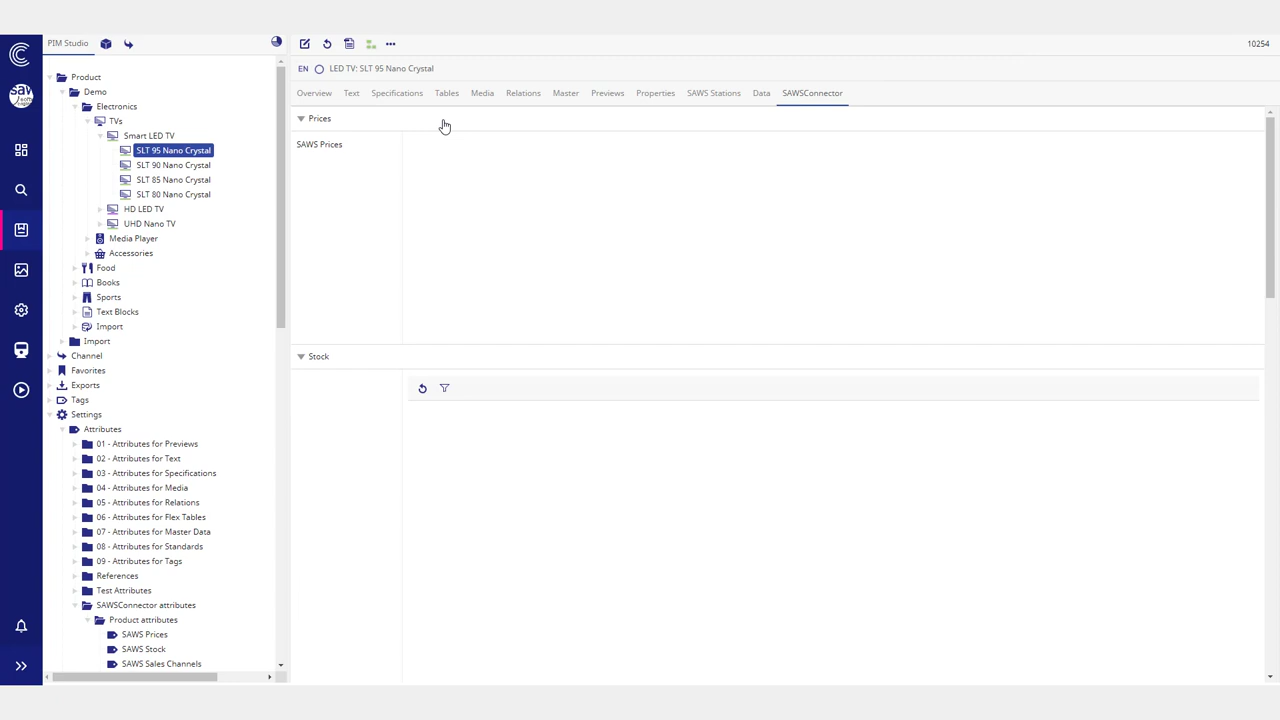 PIM Studio
10254
EN LED TV: SLT 95 Nano Crystal
Overview Text Specifications Tables Media Relations Master Previews Properties SAWS Stations Data SAWSConnector
Product
Demo
Electronics
TVs
Smart LED TV
SLT 95 Nano Crystal
SLT 90 Nano Crystal
SLT 85 Nano Crystal
SLT 80 Nano Crystal
HD LED TV
UHD Nano TV
Media Player
Accessories
Food
Books
Sports
Text Blocks
Import
Import
Channel
Favorites
Exports
Tags
Settings
Attributes
01 - Attributes for Previews
02 - Attributes for Text
03 - Attributes for Specifications
04 - Attributes for Media
05 - Attributes for Relations
06 - Attributes for Flex Tables
07 - Attributes for Master Data
08 - Attributes for Standards
09 - Attributes for Tags
References
Test Attributes
SAWSConnector attributes
Product attributes
SAWS Prices
SAWS Stock
SAWS Sales Channels
Prices
SAWS Prices
Stock